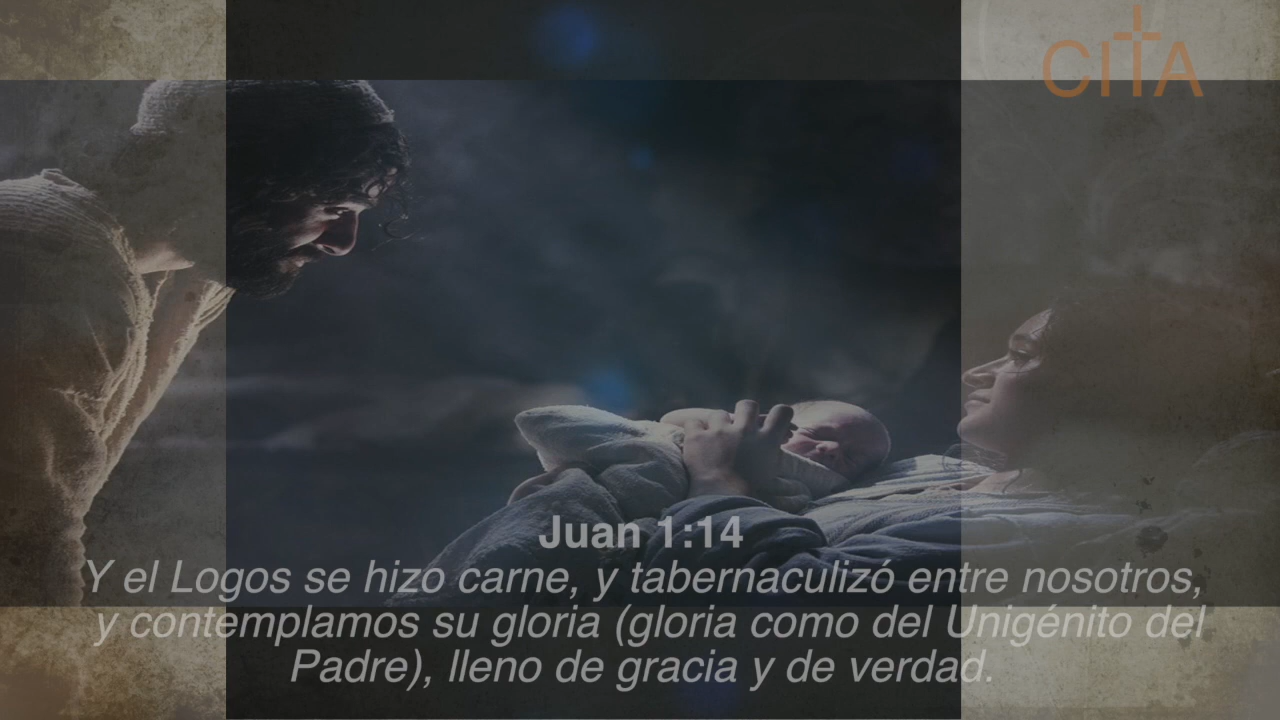 CITA
Juan 1:14
Y el Logos se hizo carne, y tabernaculizó entre nosotros,
y contemplamos su gloria (gloria como del Unigénito del
Padre), lleno de gracia y de verdad.